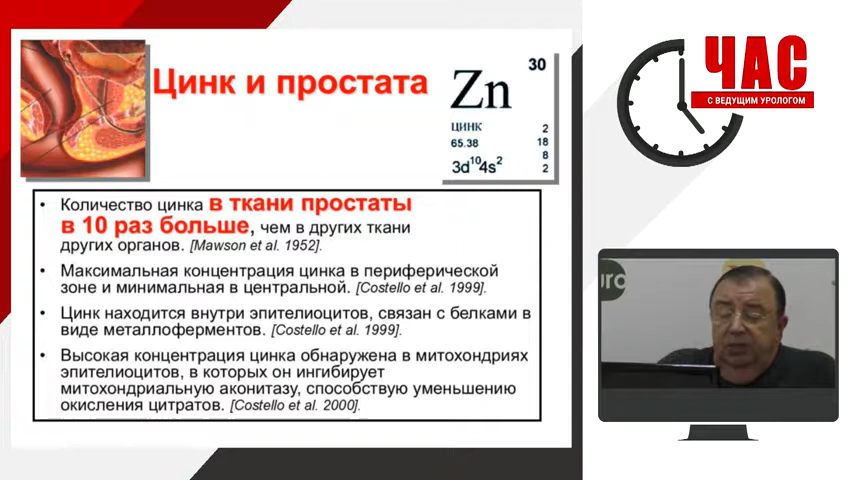 Цинк и простата
30
Zn
цинк
65.38
3d¹⁰4s²
2
18
8
2
• Количество цинка в ткани простаты
в 10 раз больше, чем в других ткани
других органов. [Mawson et al. 1952].
• Максимальная концентрация цинка в периферической
зоне и минимальная в центральной. [Costello et al. 1999].
• Цинк находится внутри эпителиоцитов, связан с белками в
виде металлоферментов. [Costello et al. 1999].
• Высокая концентрация цинка обнаружена в митохондриях
эпителиоцитов, в которых он ингибирует
митохондриальную аконитазу, способствую уменьшению
окисления цитратов. [Costello et al. 2000].
ЧАС
С ВЕДУЩИМ УРОЛОГОМ
uro